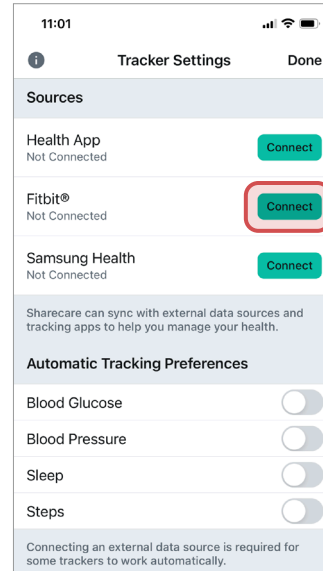 11:01
Tracker Settings
Done
Sources
Health App
Not Connected
Connect
Fitbit®
Not Connected
Connect
Samsung Health
Not Connected
Connect
Sharecare can sync with external data sources and
tracking apps to help you manage your health.
Automatic Tracking Preferences
Blood Glucose
Blood Pressure
Sleep
Steps
Connecting an external data source is required for
some trackers to work automatically.